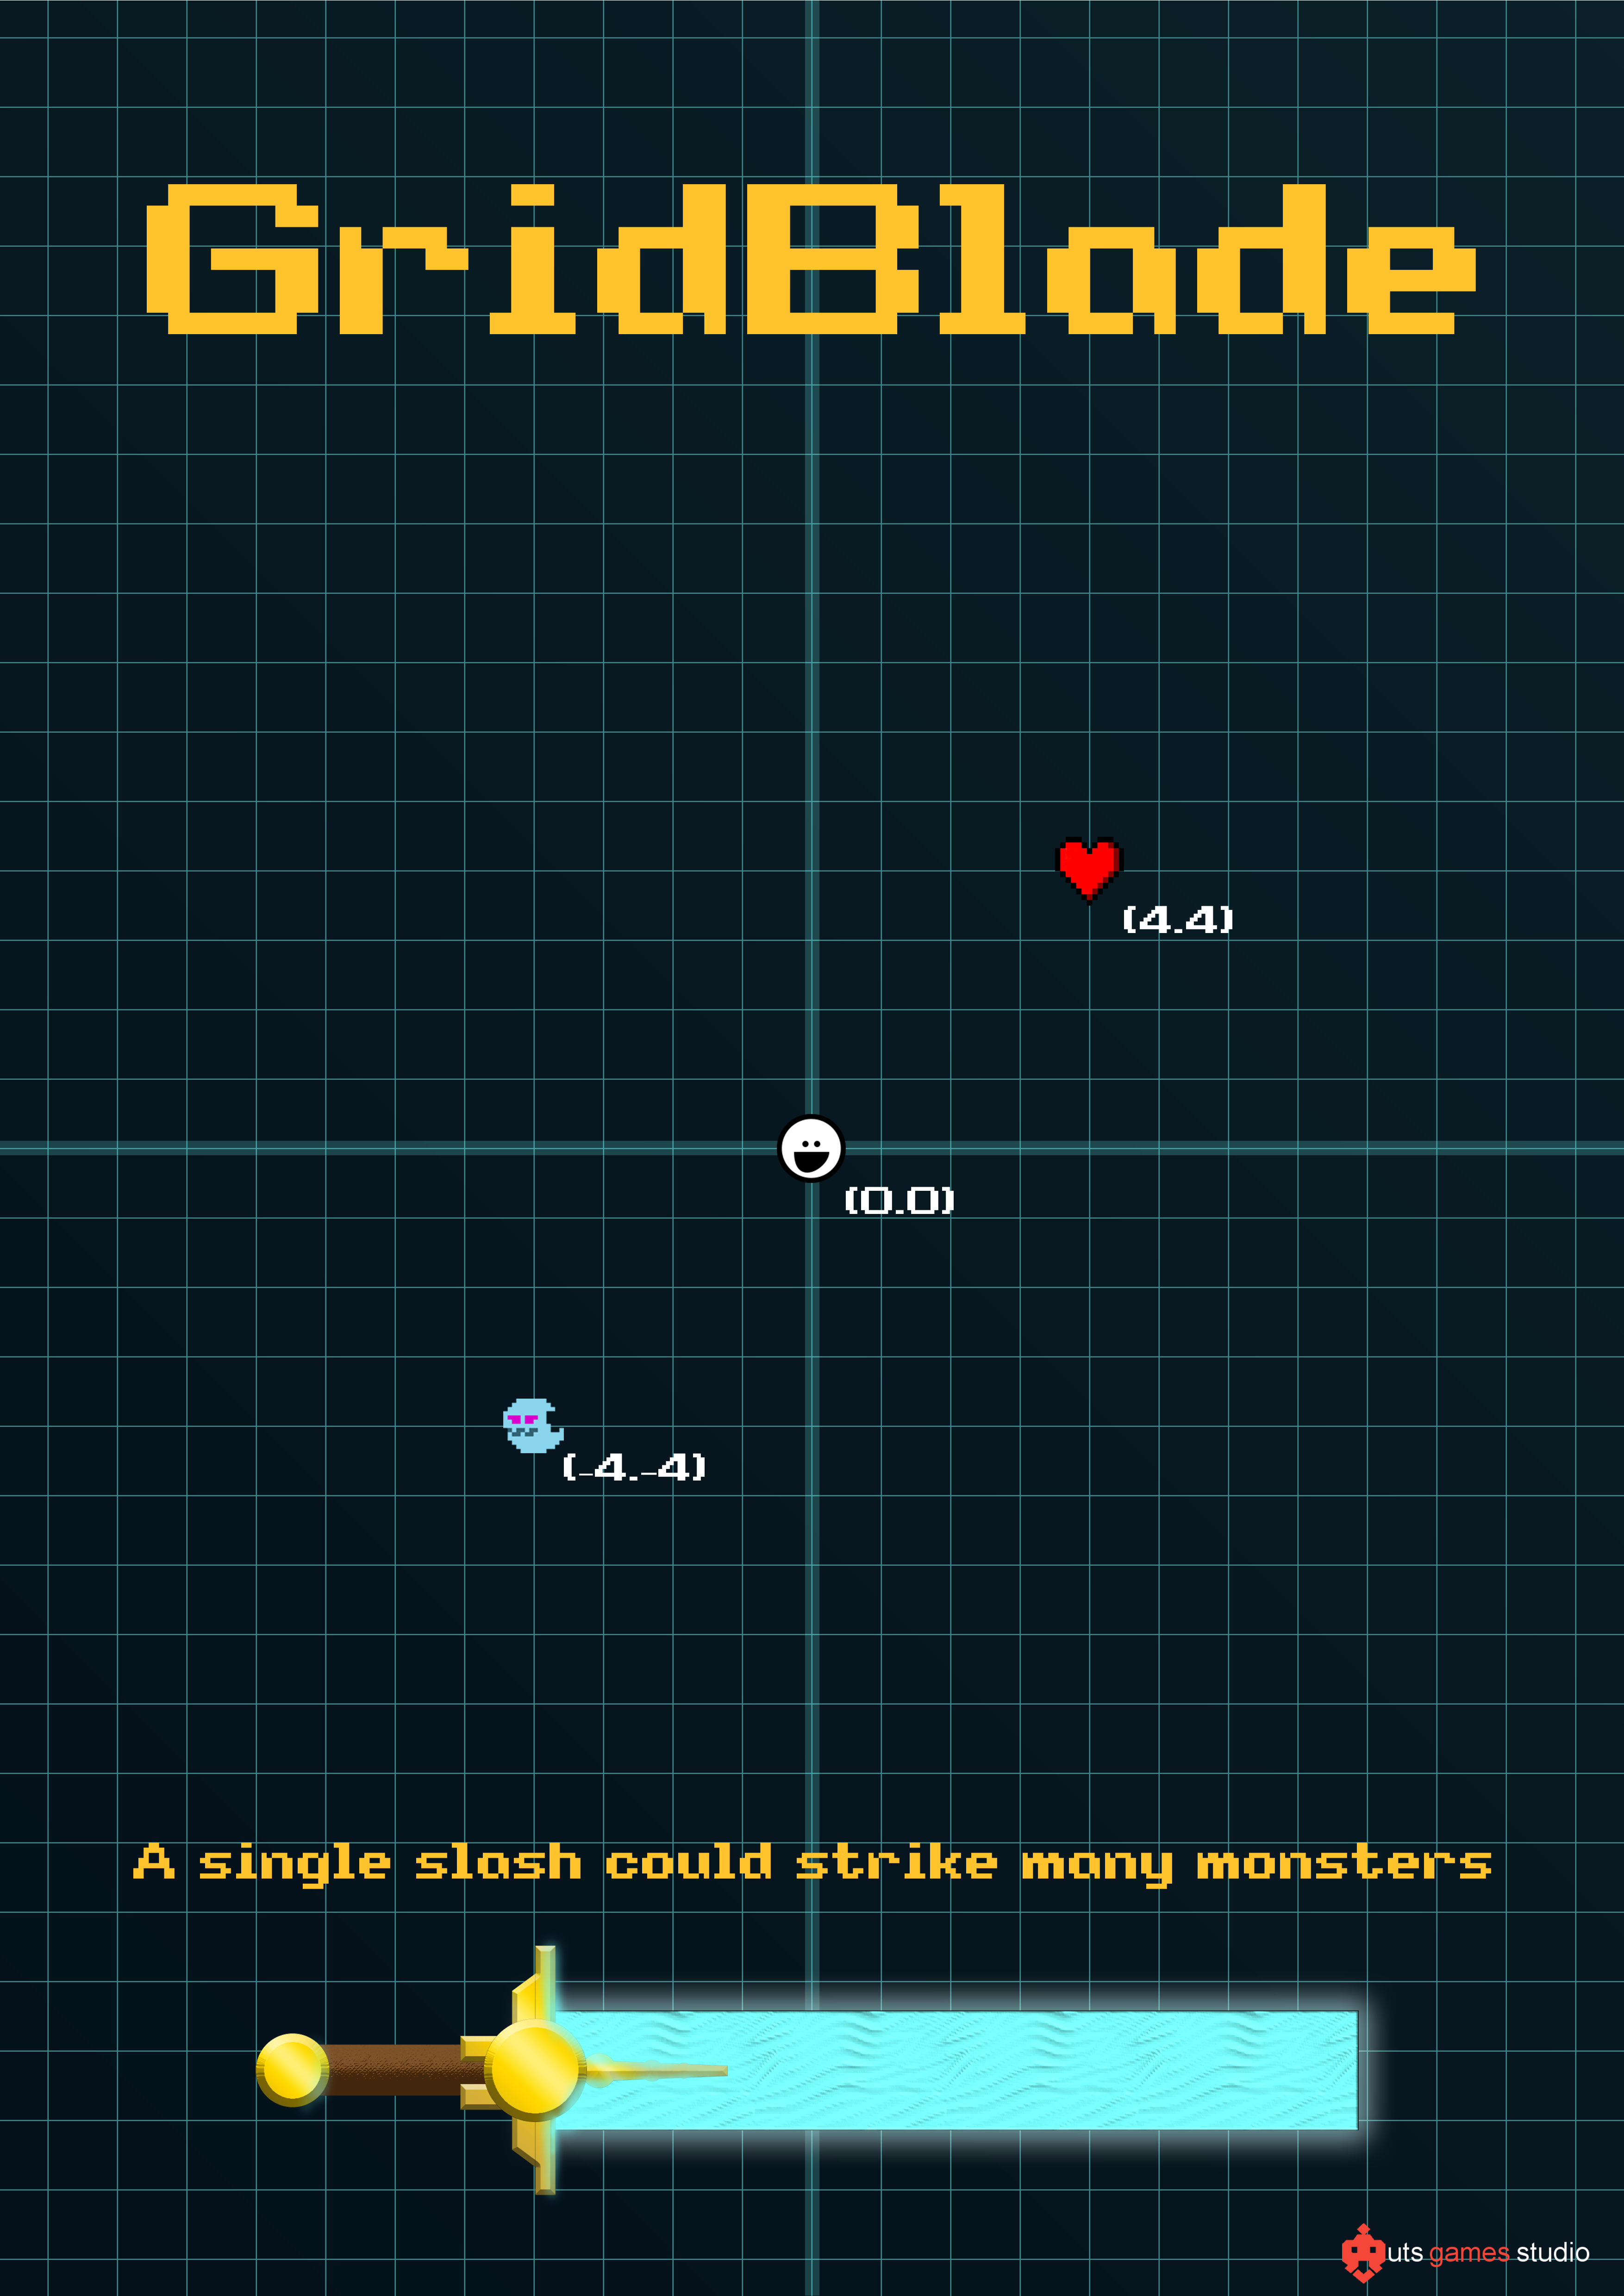 GridBlade
(4,4)
(0,0)
(-4,-4)
A single slash could strike many monsters
uts games studio